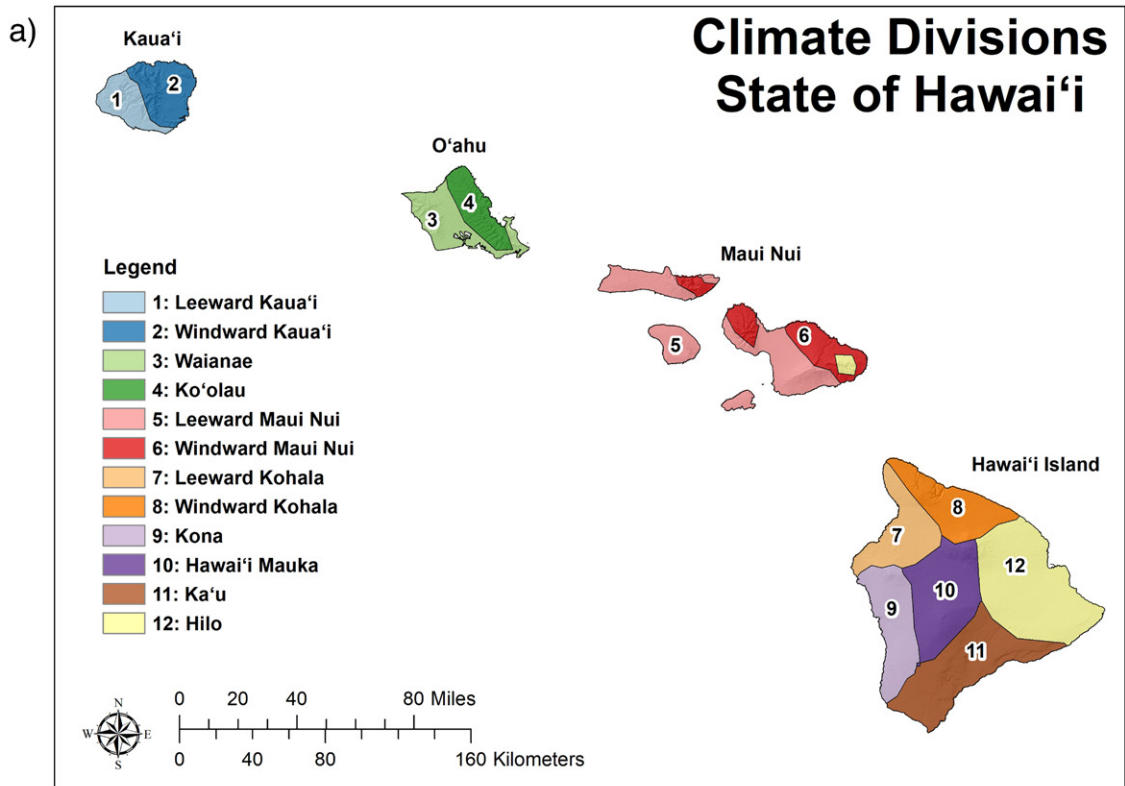 a)
Climate Divisions
State of Hawai‘i
Kaua‘i
1
2
O‘ahu
3
4
Maui Nui
5
6
Hawai‘i Island
7
8
9
10
11
12
Legend
1: Leeward Kaua‘i
2: Windward Kaua‘i
3: Waianae
4: Ko‘olau
5: Leeward Maui Nui
6: Windward Maui Nui
7: Leeward Kohala
8: Windward Kohala
9: Kona
10: Hawai‘i Mauka
11: Ka‘u
12: Hilo
N
W E
S
0 20 40 80 Miles
0 40 80 160 Kilometers